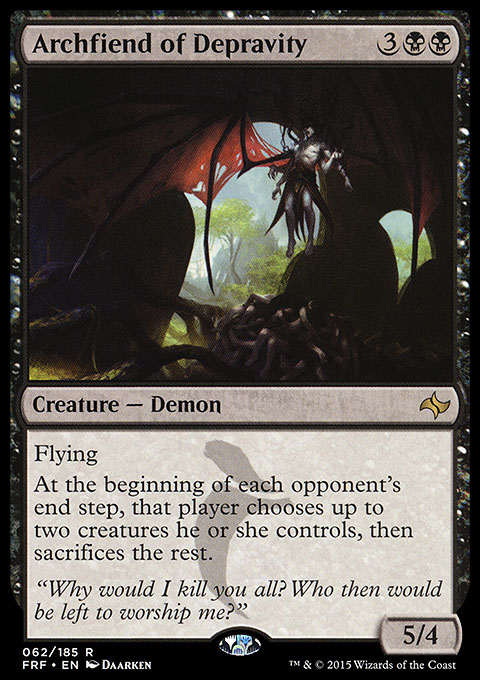 Archfiend of Depravity 3
Creature — Demon
Flying
At the beginning of each opponent's
end step, that player chooses up to
two creatures he or she controls, then
sacrifices the rest.
“Why would I kill you all? Who then would
be left to worship me?”
5/4
062/185 R
FRF • EN Daarken
™ & © 2015 Wizards of the Coast